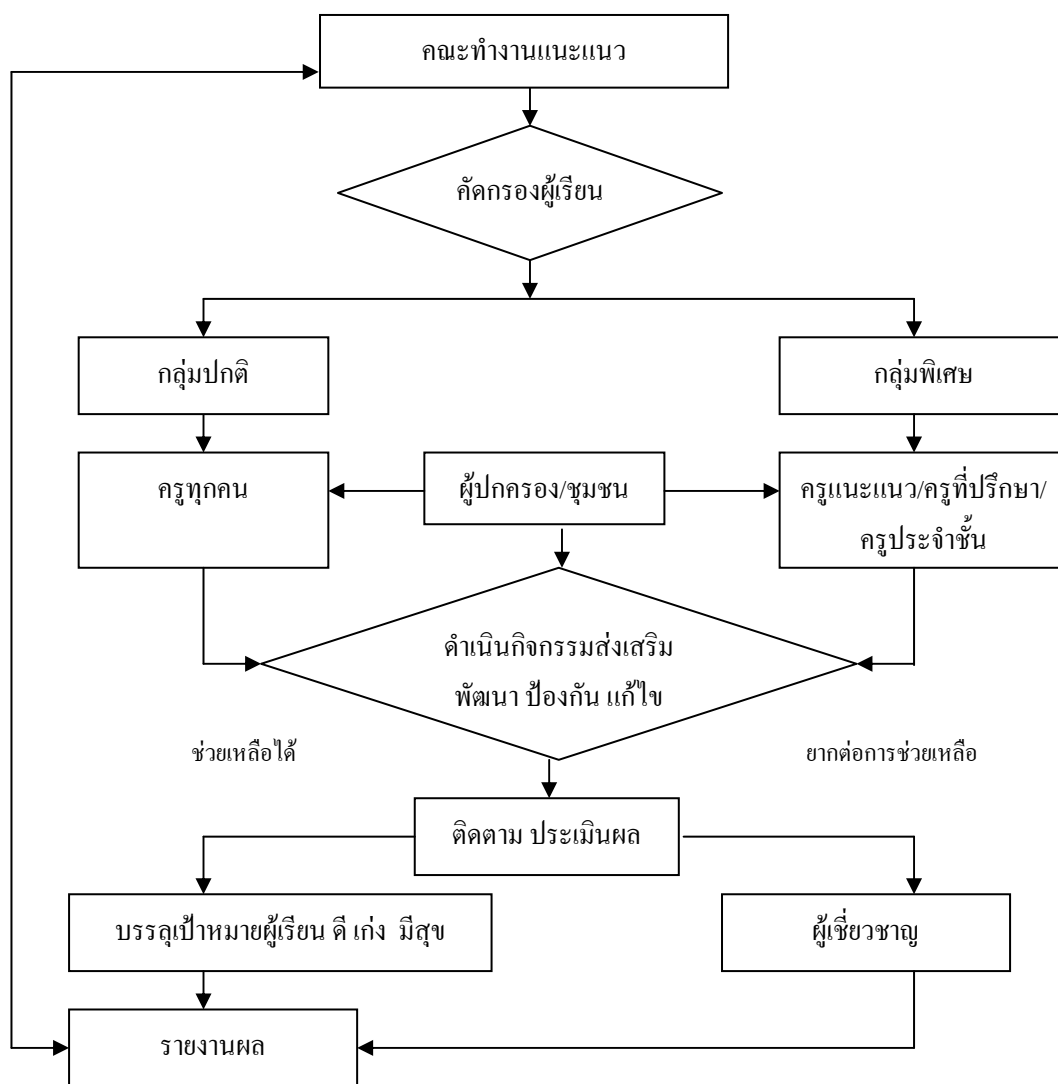 คณะทำงานแนะแนว
คัดกรองผู้เรียน
กลุ่มปกติ
กลุ่มพิเศษ
ครูทุกคน
ผู้ปกครอง/ชุมชน
ครูแนะแนว/ครูที่ปรึกษา/
ครูประจำชั้น
ดำเนินกิจกรรมส่งเสริม
พัฒนา ป้องกัน แก้ไข
ช่วยเหลือได้
ยากต่อการช่วยเหลือ
ติดตาม ประเมินผล
บรรลุเป้าหมายผู้เรียน ดี เก่ง มีสุข
ผู้เชี่ยวชาญ
รายงานผล